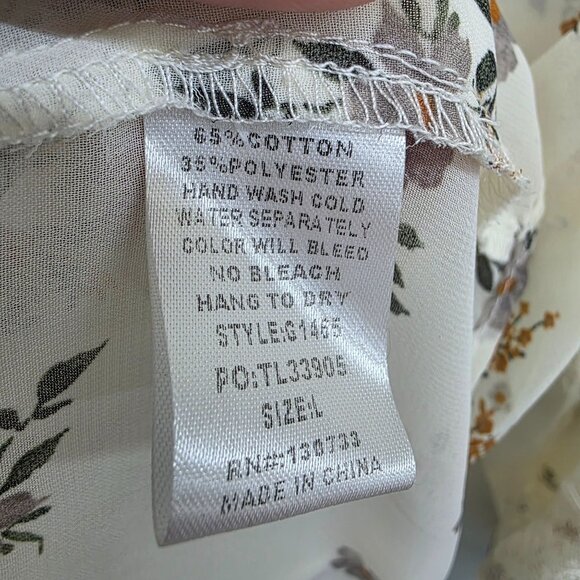 65%COTTON
35%POLYESTER
HAND WASH COLD
WATER SEPARATELY
COLOR WILL BLEED
NO BLEACH
HANG TO DRY
STYLE:G1465
PO:TL33905
SIZE:L
RN#:136733
MADE IN CHINA